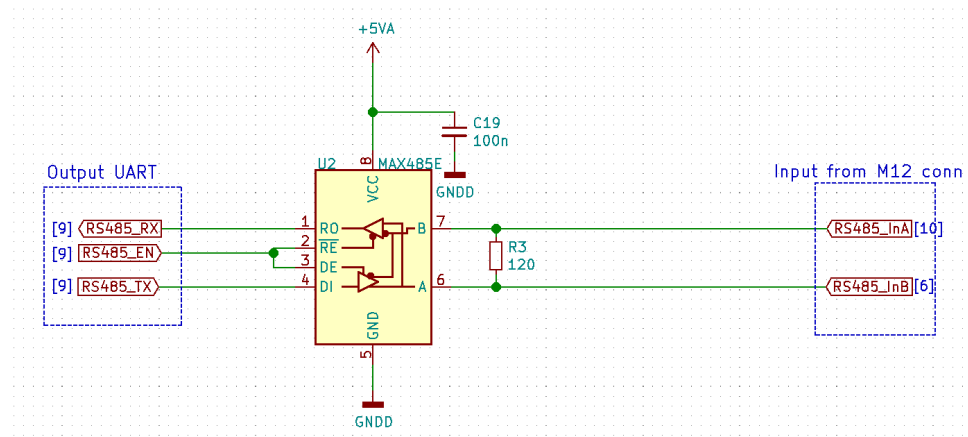 +5VA
C19
100n
GNDD
U2
MAX485E
8
VCC
Output UART
Input from M12 conn
[9] RS485_RX
1 RO
B 7
RS485_InA [10]
[9] RS485_EN
2 RE
3 DE
R3
120
[9] RS485_TX
4 DI
A 6
RS485_InB [6]
GND
5
GNDD